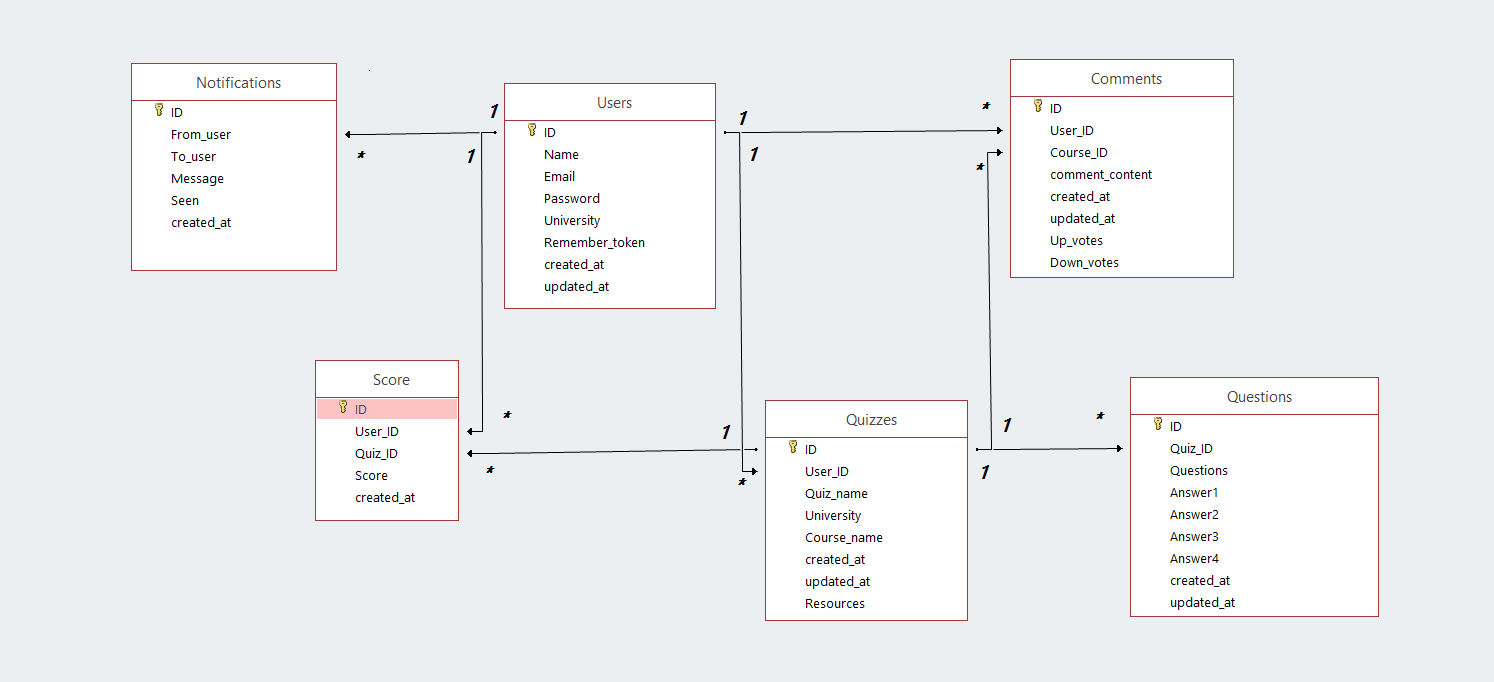 Notifications
ID
From_user
To_user
Message
Seen
created_at
1
*
1
Users
ID
Name
Email
Password
University
Remember_token
created_at
updated_at
1
1
*
*
Comments
ID
User_ID
Course_ID
comment_content
created_at
updated_at
Up_votes
Down_votes
Score
ID
User_ID
Quiz_ID
Score
created_at
*
*
1
*
Quizzes
ID
User_ID
Quiz_name
University
Course_name
created_at
updated_at
Resources
1
1
*
Questions
ID
Quiz_ID
Questions
Answer1
Answer2
Answer3
Answer4
created_at
updated_at